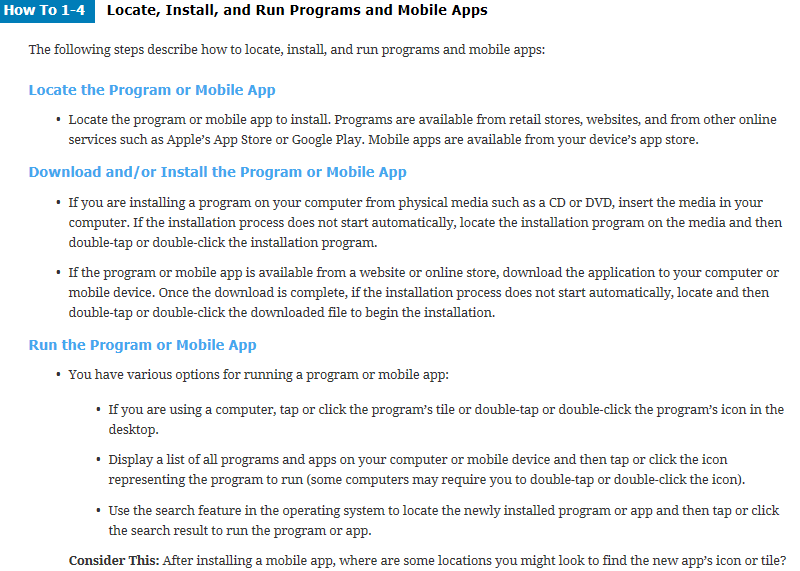 How To 1-4 Locate, Install, and Run Programs and Mobile Apps
The following steps describe how to locate, install, and run programs and mobile apps:
Locate the Program or Mobile App
• Locate the program or mobile app to install. Programs are available from retail stores, websites, and from other online
services such as Apple’s App Store or Google Play. Mobile apps are available from your device’s app store.
Download and/or Install the Program or Mobile App
• If you are installing a program on your computer from physical media such as a CD or DVD, insert the media in your
computer. If the installation process does not start automatically, locate the installation program on the media and then
double-tap or double-click the installation program.
• If the program or mobile app is available from a website or online store, download the application to your computer or
mobile device. Once the download is complete, if the installation process does not start automatically, locate and then
double-tap or double-click the downloaded file to begin the installation.
Run the Program or Mobile App
• You have various options for running a program or mobile app:
• If you are using a computer, tap or click the program’s tile or double-tap or double-click the program’s icon in the
desktop.
• Display a list of all programs and apps on your computer or mobile device and then tap or click the icon
representing the program to run (some computers may require you to double-tap or double-click the icon).
• Use the search feature in the operating system to locate the newly installed program or app and then tap or click
the search result to run the program or app.
Consider This: After installing a mobile app, where are some locations you might look to find the new app’s icon or tile?